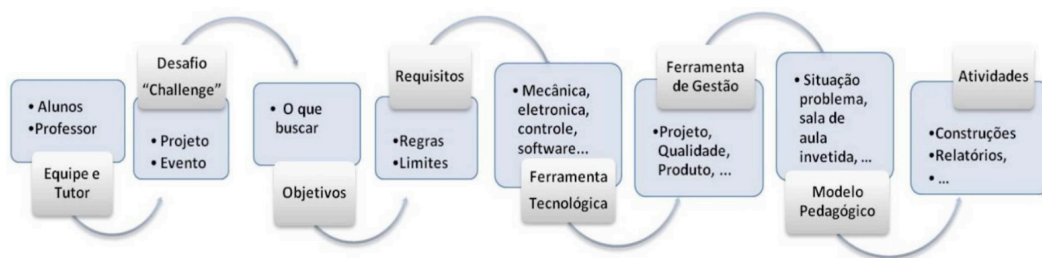 • Alunos
•Professor
Equipe e
Tutor
Desafio
“Challenge”
• Projeto
• Evento
• O que
buscar
Objetivos
Requisitos
• Regras
• Limites
• Mecânica,
eletronica,
controle,
software...
Ferramenta
Tecnológica
Ferramenta
de Gestão
•Projeto,
Qualidade,
Produto, ...
• Situação
problema,
sala de
aula
invetida, ...
Modelo
Pedagógico
Atividades
•Construções
•Relatórios,
• ...